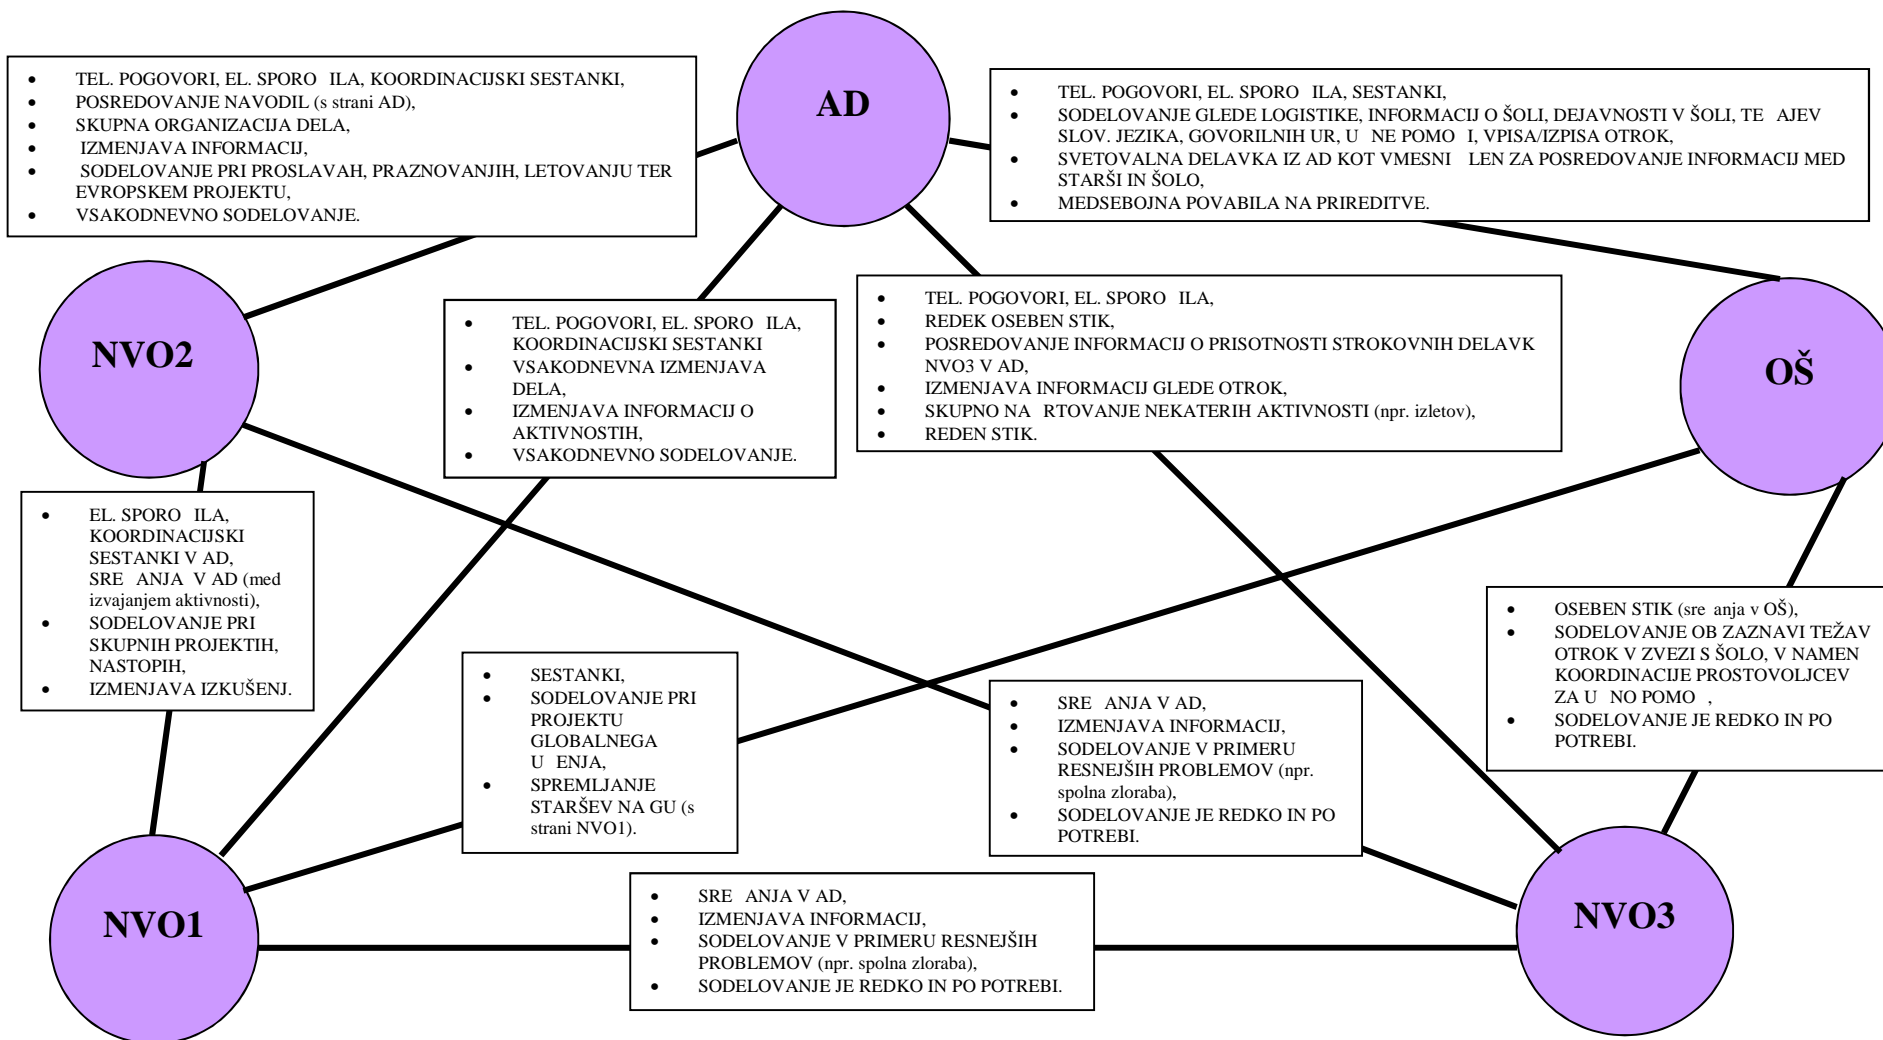 AD
• TEL. POGOVORI, EL. SPORO ILA, KOORDINACIJSKI SESTANKI,
• POSREDOVANJE NAVODIL (s strani AD),
• SKUPNA ORGANIZACIJA DELA,
• IZMENJAVA INFORMACIJ,
• SODELOVANJE PRI PROSLAVAH, PRAZNOVANJIH, LETOVANJU TER
EVROPSKEM PROJEKTU,
• VSAKODNEVNO SODELOVANJE.
• TEL. POGOVORI, EL. SPORO ILA, SESTANKI,
• SODELOVANJE GLEDE LOGISTIKE, INFORMACIJ O ŠOLI, DEJAVNOSTI V ŠOLI, TE AJEV
SLOV. JEZIKA, GOVORILNIH UR, U NE POMO I, VPISA/IZPISA OTROK,
• SVETOVALNA DELAVKA IZ AD KOT VMESNI LEN ZA POSREDOVANJE INFORMACIJ MED
STARŠI IN ŠOLO,
• MEDSEBOJNA POVABILA NA PRIREDITVE.
NVO2
• TEL. POGOVORI, EL. SPORO ILA,
KOORDINACIJSKI SESTANKI
• VSAKODNEVNA IZMENJAVA
DELA,
• IZMENJAVA INFORMACIJ O
AKTIVNOSTIH,
• VSAKODNEVNO SODELOVANJE.
• TEL. POGOVORI, EL. SPORO ILA,
• REDEK OSEBEN STIK,
• POSREDOVANJE INFORMACIJ O PRISOTNOSTI STROKOVNIH DELAVK
NVO3 V AD,
• IZMENJAVA INFORMACIJ GLEDE OTROK,
• SKUPNO NA RTOVANJE NEKATERIH AKTIVNOSTI (npr. izletov),
• REDEN STIK.
OŠ
• EL. SPORO ILA,
KOORDINACIJSKI
SESTANKI V AD,
SRE ANJA V AD (med
izvajanjem aktivnosti),
• SODELOVANJE PRI
SKUPNIH PROJEKTIH,
NASTOPIH,
• IZMENJAVA IZKUŠENJ.
• SESTANKI,
• SODELOVANJE PRI
PROJEKTU
GLOBALNEGA
U ENJA,
• SPREMLJANJE
STARŠEV NA GU (s
strani NVO1).
• SRE ANJA V AD,
• IZMENJAVA INFORMACIJ,
• SODELOVANJE V PRIMERU
RESNEJŠIH PROBLEMOV (npr.
spolna zloraba),
• SODELOVANJE JE REDKO IN PO
POTREBI.
• OSEBEN STIK (sre anja v OŠ),
• SODELOVANJE OB ZAZNAVI TEŽAV
OTROK V ZVEZI S ŠOLO, V NAMEN
KOORDINACIJE PROSTOVOLJCEV
ZA U NO POMO ,
• SODELOVANJE JE REDKO IN PO
POTREBI.
NVO1
• SRE ANJA V AD,
• IZMENJAVA INFORMACIJ,
• SODELOVANJE V PRIMERU RESNEJŠIH
PROBLEMOV (npr. spolna zloraba),
• SODELOVANJE JE REDKO IN PO POTREBI.
NVO3